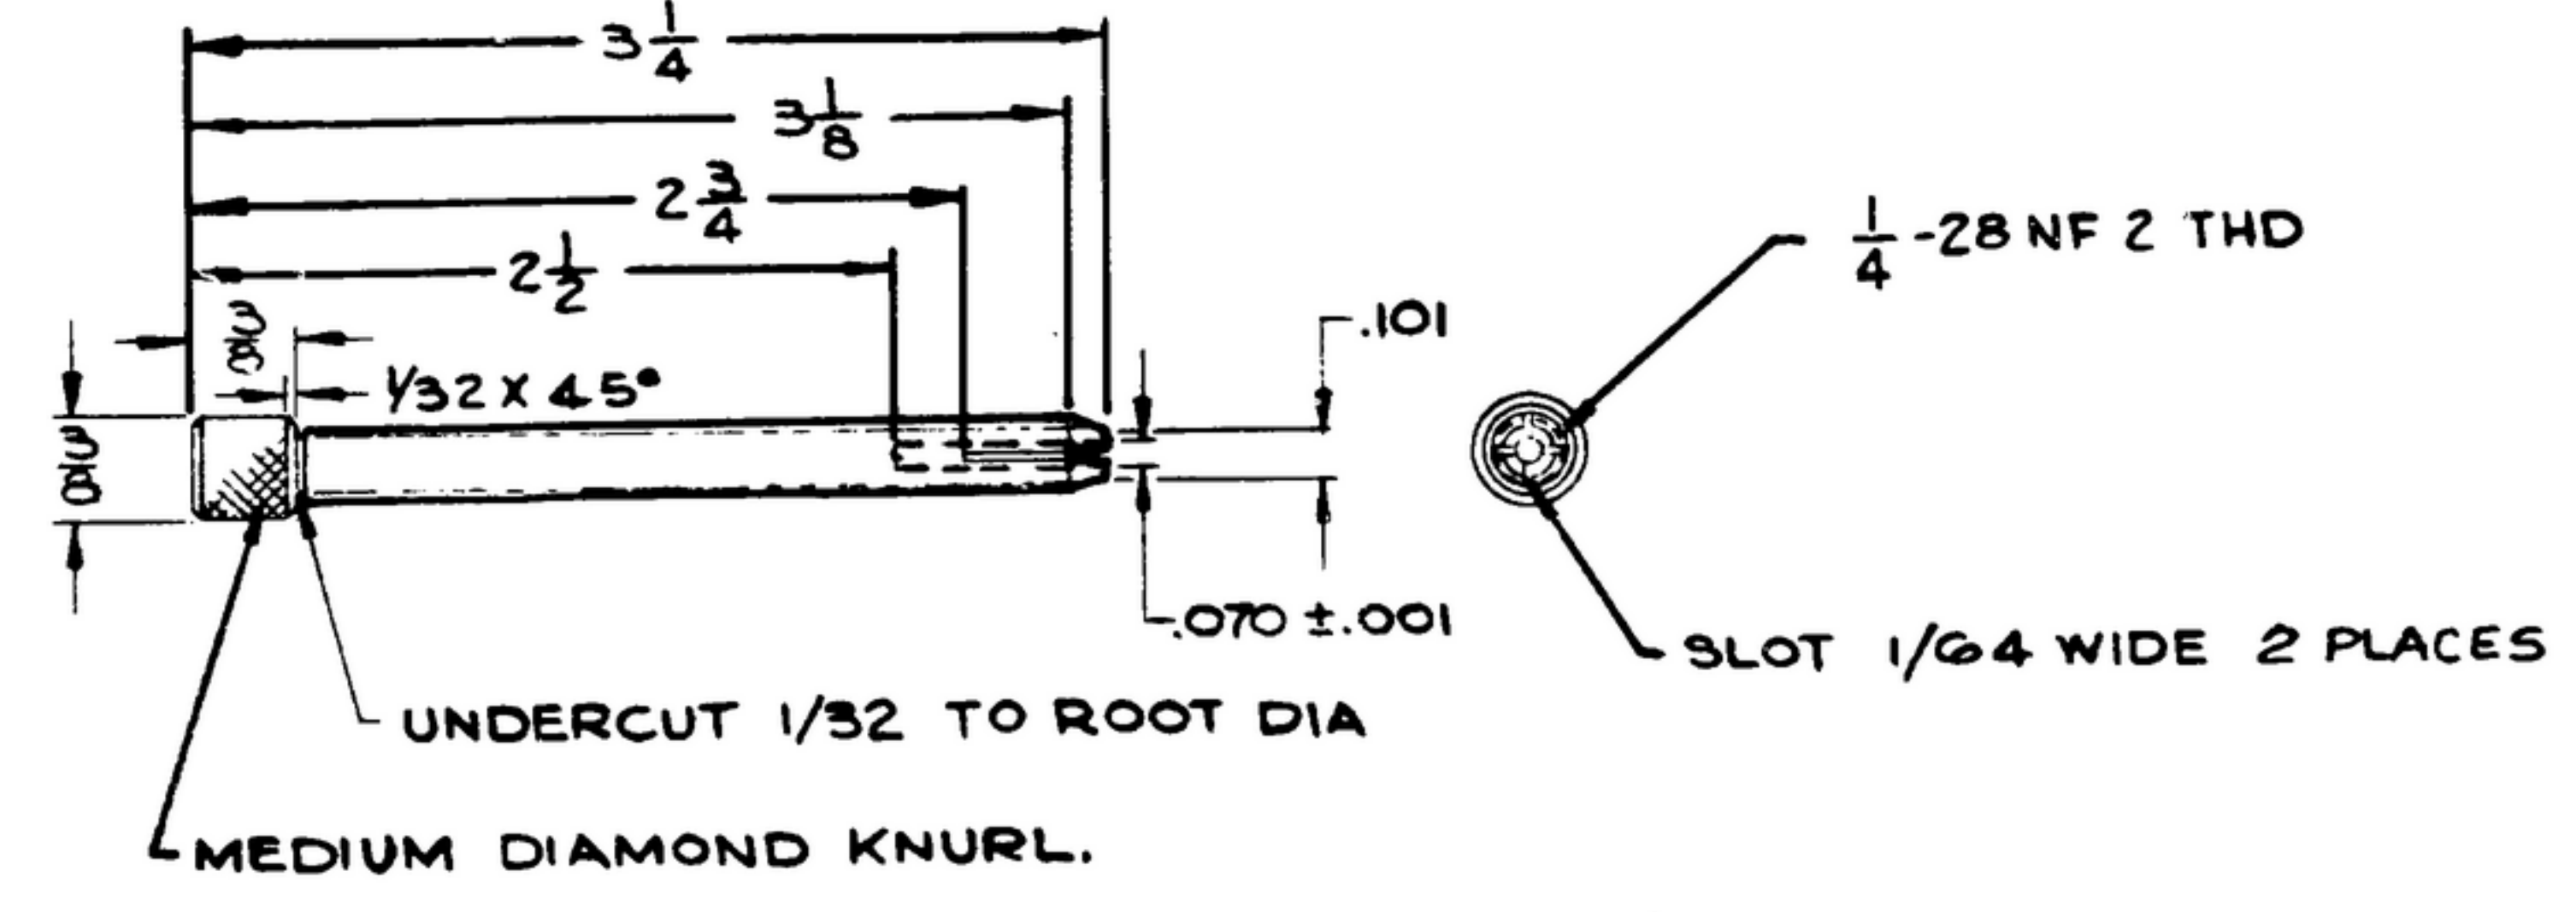 3 1/4
3 1/8
2 3/4
2 1/2
3/8
1/32 X 45°
3/8
.101
.070 ±.001
1/4-28 NF 2 THD
SLOT 1/64 WIDE 2 PLACES
UNDERCUT 1/32 TO ROOT DIA
MEDIUM DIAMOND KNURL.